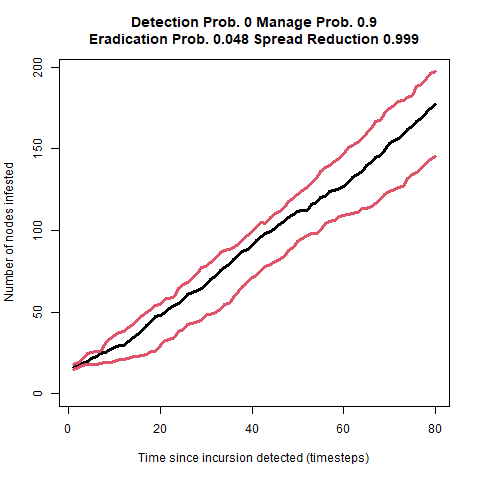 Detection Prob. 0 Manage Prob. 0.9
Eradication Prob. 0.048 Spread Reduction 0.999
200
150
100
50
0
Number of nodes infested
0 20 40 60 80
Time since incursion detected (timesteps)